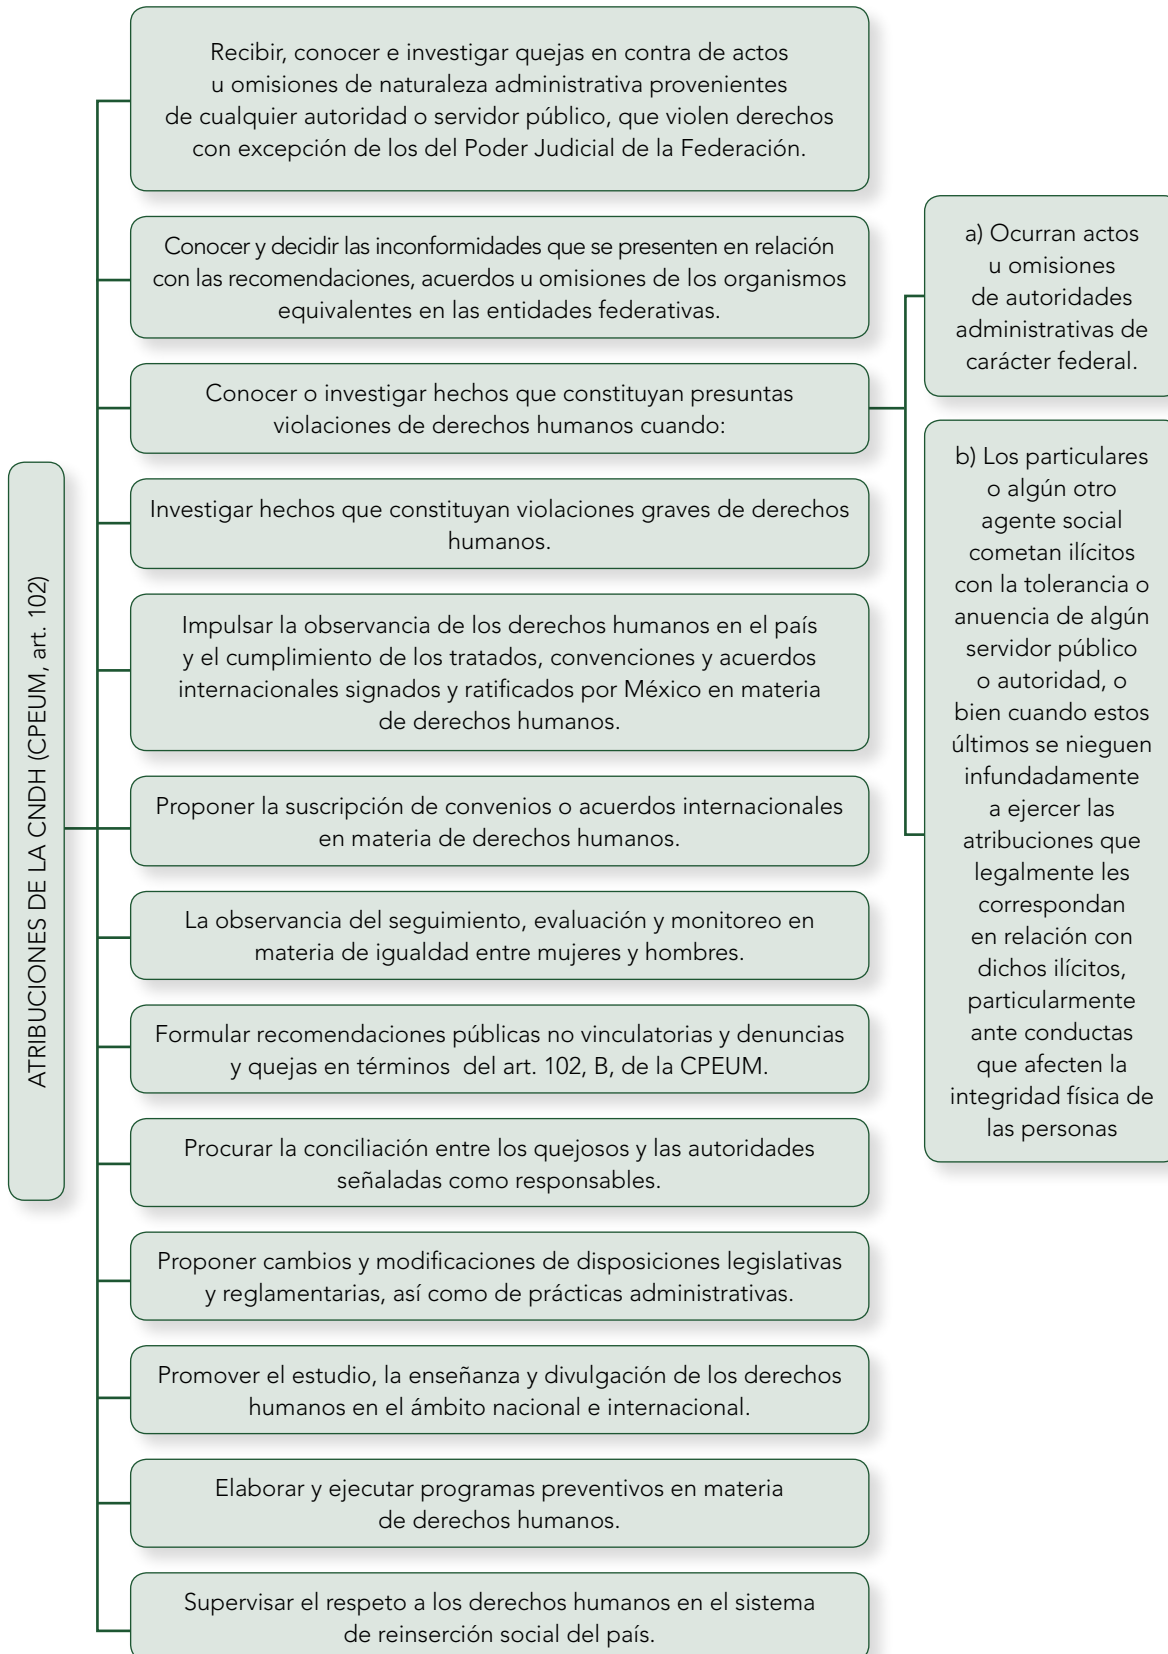 ATRIBUCIONES DE LA CNDH (CPEUM, art. 102)
Recibir, conocer e investigar quejas en contra de actos
u omisiones de naturaleza administrativa provenientes
de cualquier autoridad o servidor público, que violen derechos
con excepción de los del Poder Judicial de la Federación.
Conocer y decidir las inconformidades que se presenten en relación
con las recomendaciones, acuerdos u omisiones de los organismos
equivalentes en las entidades federativas.
Conocer o investigar hechos que constituyan presuntas
violaciones de derechos humanos cuando:
a) Ocurran actos
u omisiones
de autoridades
administrativas de
carácter federal.
b) Los particulares
o algún otro
agente social
cometan ilícitos
con la tolerancia o
anuencia de algún
servidor público
o autoridad, o
bien cuando estos
últimos se nieguen
infundadamente
a ejercer las
atribuciones que
legalmente les
correspondan
en relación con
dichos ilícitos,
particularmente
ante conductas
que afecten la
integridad física de
las personas
Investigar hechos que constituyan violaciones graves de derechos
humanos.
Impulsar la observancia de los derechos humanos en el país
y el cumplimiento de los tratados, convenciones y acuerdos
internacionales signados y ratificados por México en materia
de derechos humanos.
Proponer la suscripción de convenios o acuerdos internacionales
en materia de derechos humanos.
La observancia del seguimiento, evaluación y monitoreo en
materia de igualdad entre mujeres y hombres.
Formular recomendaciones públicas no vinculatorias y denuncias
y quejas en términos del art. 102, B, de la CPEUM.
Procurar la conciliación entre los quejosos y las autoridades
señaladas como responsables.
Proponer cambios y modificaciones de disposiciones legislativas
y reglamentarias, así como de prácticas administrativas.
Promover el estudio, la enseñanza y divulgación de los derechos
humanos en el ámbito nacional e internacional.
Elaborar y ejecutar programas preventivos en materia
de derechos humanos.
Supervisar el respeto a los derechos humanos en el sistema
de reinserción social del país.